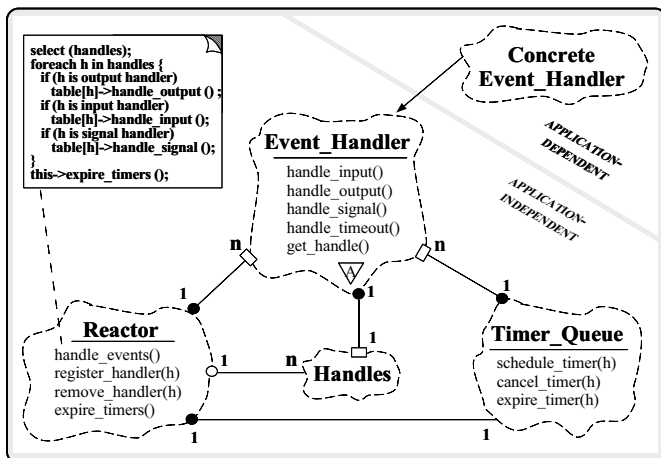 select (handles);
foreach h in handles {
if (h is output handler)
table[h]->handle_output () ;
if (h is input handler)
table[h]->handle_input ();
if (h is signal handler)
table[h]->handle_signal ();
}
this->expire_timers ();
Concrete
Event_Handler
APPLICATION-
DEPENDENT
APPLICATION-
INDEPENDENT
Event_Handler
handle_input()
handle_output()
handle_signal()
handle_timeout()
get_handle()
A
n
n
1
1
1
1
Reactor
handle_events()
register_handler(h)
remove_handler(h)
expire_timers()
1
n
Handles
Timer_Queue
schedule_timer(h)
cancel_timer(h)
expire_timer(h)
1
1